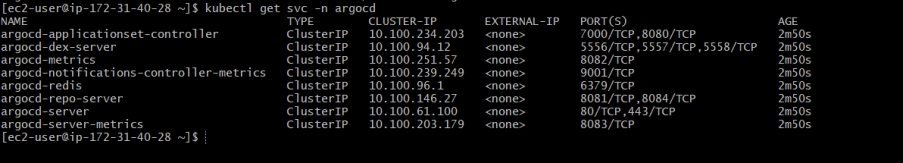 [ec2-user@ip-172-31-40-28 ~]$ kubectl get svc -n argocd
NAME TYPE CLUSTER-IP EXTERNAL-IP PORT(S) AGE
argocd-applicationset-controller ClusterIP 10.100.234.203 <none> 7000/TCP,8080/TCP 2m50s
argocd-dex-server ClusterIP 10.100.94.12 <none> 5556/TCP,5557/TCP,5558/TCP 2m50s
argocd-metrics ClusterIP 10.100.251.57 <none> 8082/TCP 2m50s
argocd-notifications-controller-metrics ClusterIP 10.100.239.249 <none> 9001/TCP 2m50s
argocd-redis ClusterIP 10.100.96.1 <none> 6379/TCP 2m50s
argocd-repo-server ClusterIP 10.100.146.27 <none> 8081/TCP,8084/TCP 2m50s
argocd-server ClusterIP 10.100.61.100 <none> 80/TCP,443/TCP 2m50s
argocd-server-metrics ClusterIP 10.100.203.179 <none> 8083/TCP 2m50s
[ec2-user@ip-172-31-40-28 ~]$